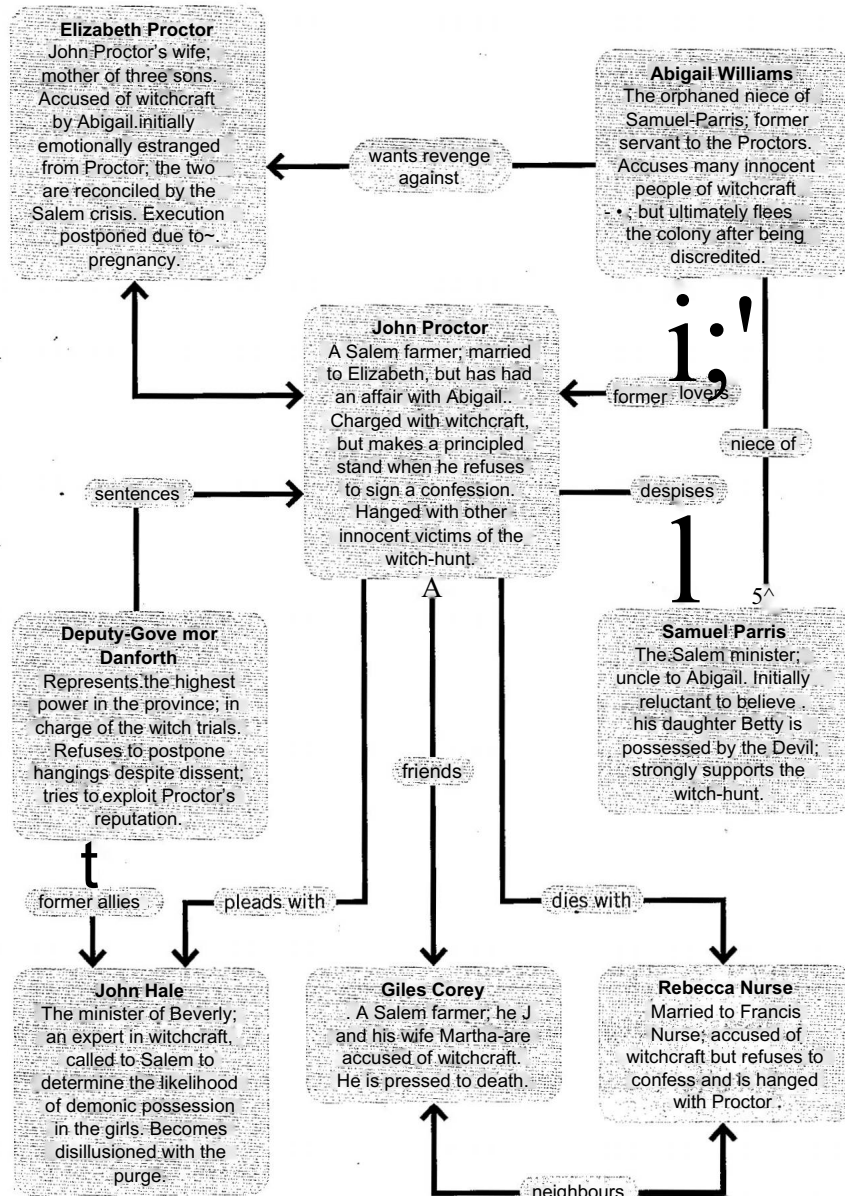 Elizabeth Proctor
John Proctor's wife;
mother of three sons.
Accused of witchcraft
by Abigail.initially
emotionally estranged
from Proctor; the two
are reconciled by the
Salem crisis. Execution
postponed due to~.
pregnancy.
wants revenge
against
Abigail Williams
The orphaned niece of
Samuel-Parris; former
servant to the Proctors.
Accuses many innocent
people of witchcraft
- • ; but ultimately flees
the colony after being
discredited.
John Proctor
A Salem farmer; married
to Elizabeth, but has had
an affair with Abigail..
Charged with witchcraft,
but makes a principled
stand when he refuses
to sign a confession.
Hanged with other
innocent victims of the
witch-hunt.
i;'
former lovers
niece of
sentences
despises
l
A
5^
Deputy-Gove mor
Danforth
Represents the highest
power in the province; in
charge of the witch trials.
Refuses to postpone
hangings despite dissent;
tries to exploit Proctor's
reputation.
friends
Samuel Parris
The.Salem minister;
uncle to Abigail. Initially
reluctant to believe .
his daughter Betty is
possessed by the Devil;
strongly supports the
witch-hunt.
t
former allies
pleads with
dies with
John Hale
The minister of Beverly;
an expert in witchcraft,
called to Salem to
determine the likelihood
of demonic possession
in the girls. Becomes
disillusioned with the
purge.
Giles Corey
. A Salem farmer; he J
and his wife Martha-are
accused of witchcraft.
He is pressed to death.
Rebecca Nurse
Married to Francis
Nurse; accused of
witchcraft but refuses to
confess and is hanged
with Proctor .
neighbours